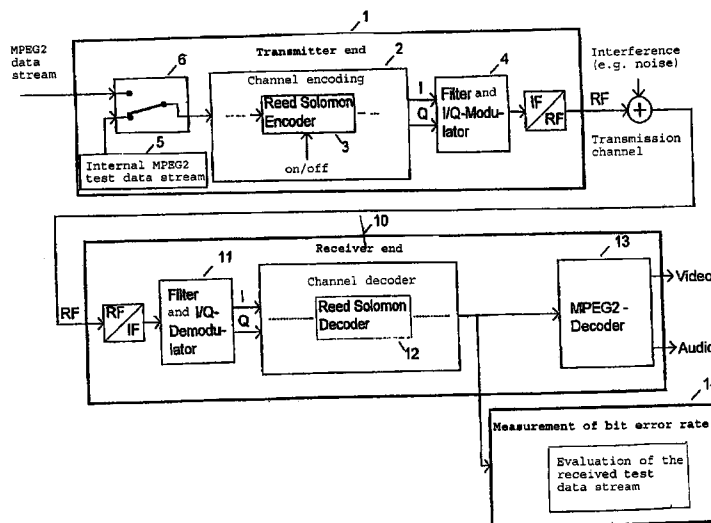 1
MPEG2
data
stream
Transmitter end
6
2
4
Interference
(e.g. noise)
Channel encoding
Reed Solomon
Encoder
3
on/off
I
Q
Filter and
I/Q-Modu-
lator
IF
RF
RF
Transmission
channel
5
Internal MPEG2
test data stream
10
Receiver end
11
13
RF
RF
IF
Filter
and I/Q-
Demodu-
lator
I
Q
Channel decoder
Reed Solomon
Decoder
12
MPEG2 -
Decoder
Video
Audio
Measurement of bit error rate
Evaluation of the
received test
data stream